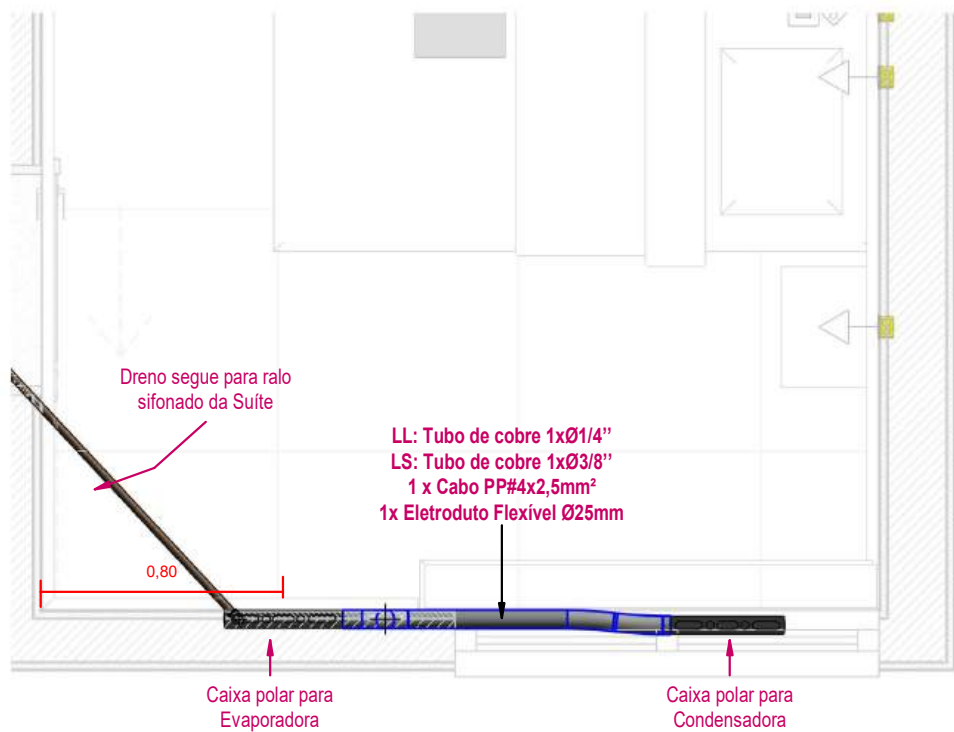 Dreno segue para ralo
sifonado da Suíte
LL: Tubo de cobre 1xØ1/4’’
LS: Tubo de cobre 1xØ3/8’’
1 x Cabo PP#4x2,5mm²
1x Eletroduto Flexível Ø25mm
0,80
Caixa polar para
Evaporadora
Caixa polar para
Condensadora